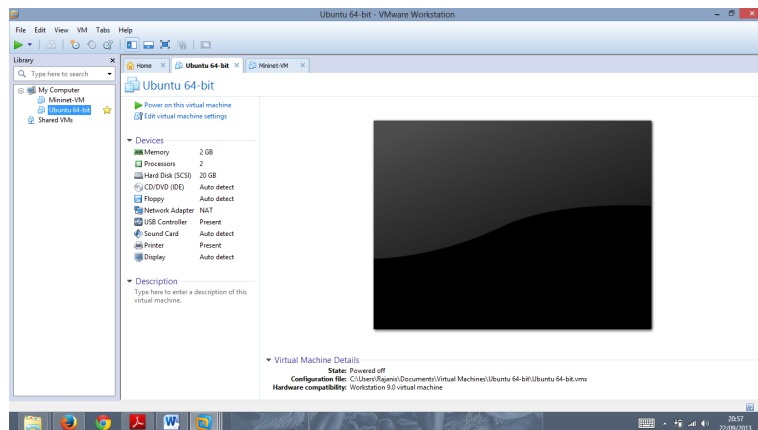 Ubuntu 64-bit - VMware Workstation
File Edit View VM Tabs Help
Library
Type here to search
My Computer
Mininet-VM
Ubuntu 64-bit
Shared VMs
Home
Ubuntu 64-bit
Mininet-VM
Ubuntu 64-bit
Power on this virtual machine
Edit virtual machine settings
Devices
Memory 2 GB
Processors 2
Hard Disk (SCSI) 20 GB
CD/DVD (IDE) Auto detect
Floppy Auto detect
Network Adapter NAT
USB Controller Present
Sound Card Auto detect
Printer Present
Display Auto detect
Description
Type here to enter a description of this
virtual machine.
Virtual Machine Details
State: Powered off
Configuration file: C:\Users\Rajanis\Documents\Virtual Machines\Ubuntu 64-bit\Ubuntu 64-bit.vmx
Hardware compatibility: Workstation 9.0 virtual machine
20:57
22/09/2013